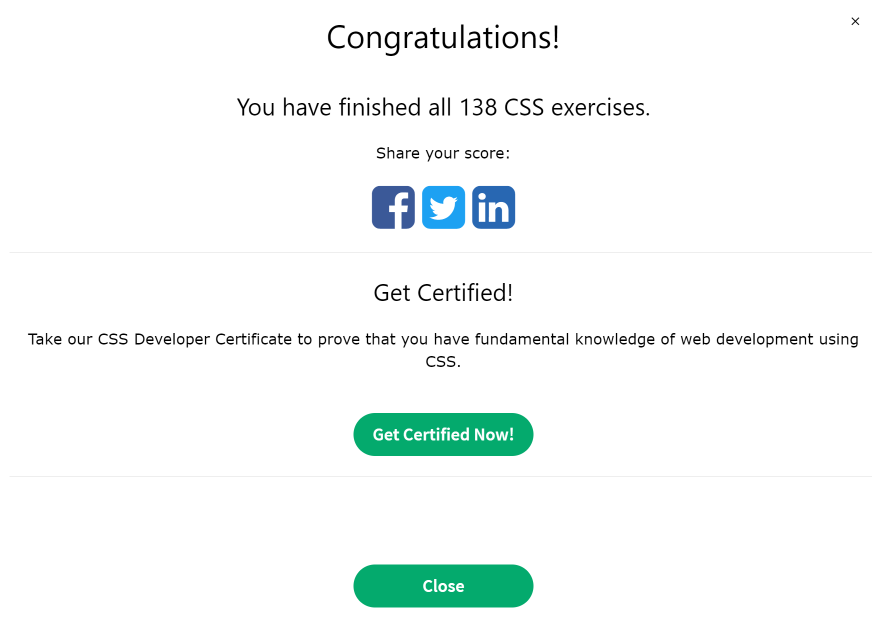 ×
Congratulations!
You have finished all 138 CSS exercises.
Share your score:
Get Certified!
Take our CSS Developer Certificate to prove that you have fundamental knowledge of web development using
CSS.
Get Certified Now!
Close